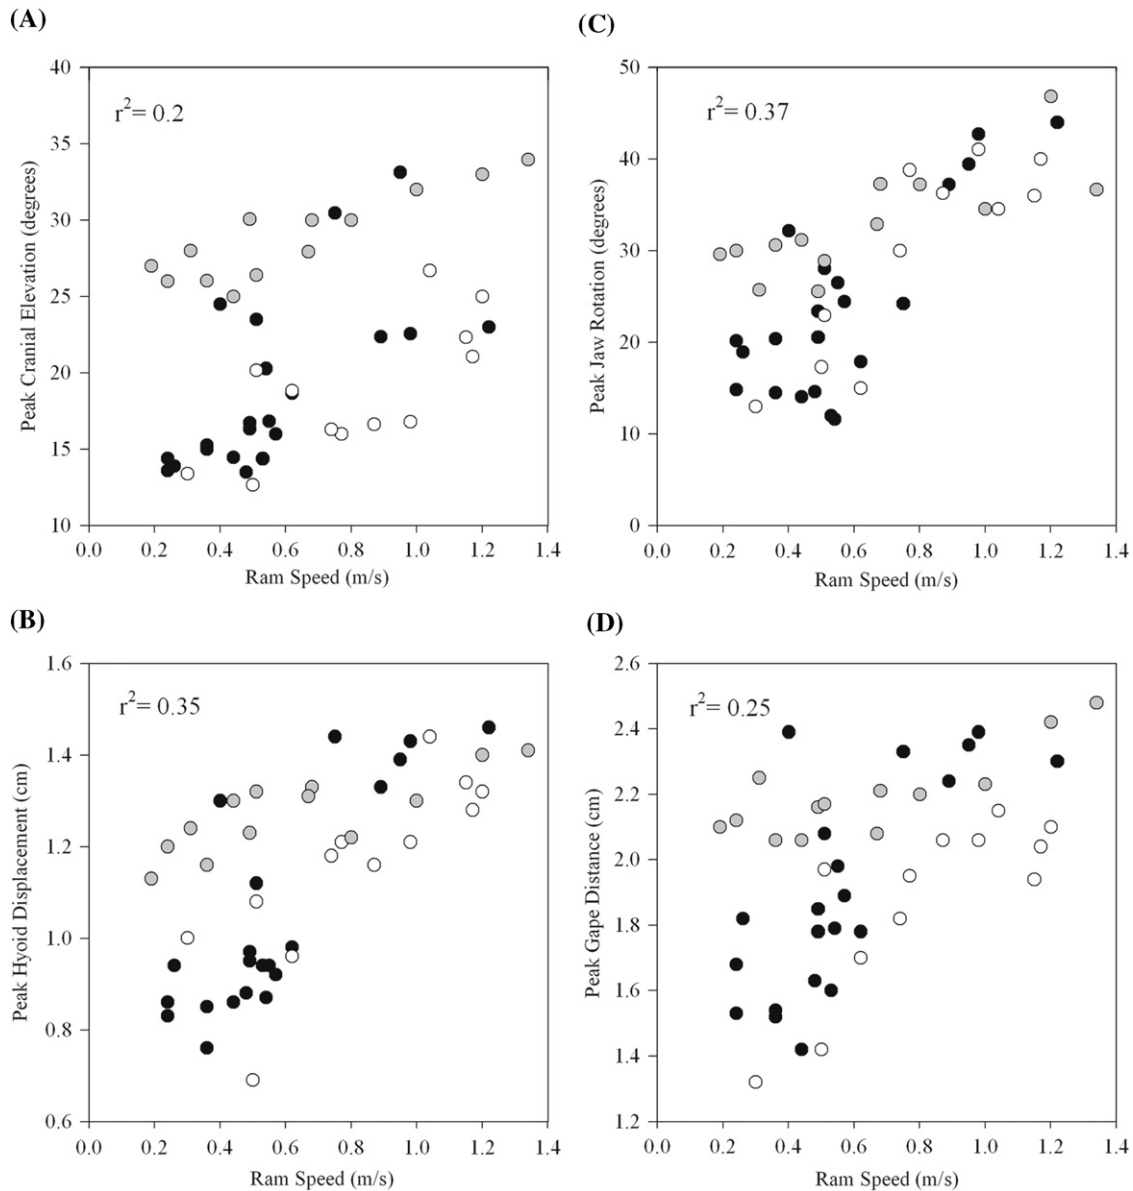 (A)
40
35
30
25
20
15
10
r²= 0.2
Peak Cranial Elevation (degrees)
0.0 0.2 0.4 0.6 0.8 1.0 1.2 1.4
Ram Speed (m/s)
(C)
50
40
30
20
10
0
r²= 0.37
Peak Jaw Rotation (degrees)
0.0 0.2 0.4 0.6 0.8 1.0 1.2 1.4
Ram Speed (m/s)
(B)
1.6
1.4
1.2
1.0
0.8
0.6
r²= 0.35
Peak Hyoid Displacement (cm)
0.0 0.2 0.4 0.6 0.8 1.0 1.2 1.4
Ram Speed (m/s)
(D)
2.6
2.4
2.2
2.0
1.8
1.6
1.4
1.2
r²= 0.25
Peak Gape Distance (cm)
0.0 0.2 0.4 0.6 0.8 1.0 1.2 1.4
Ram Speed (m/s)